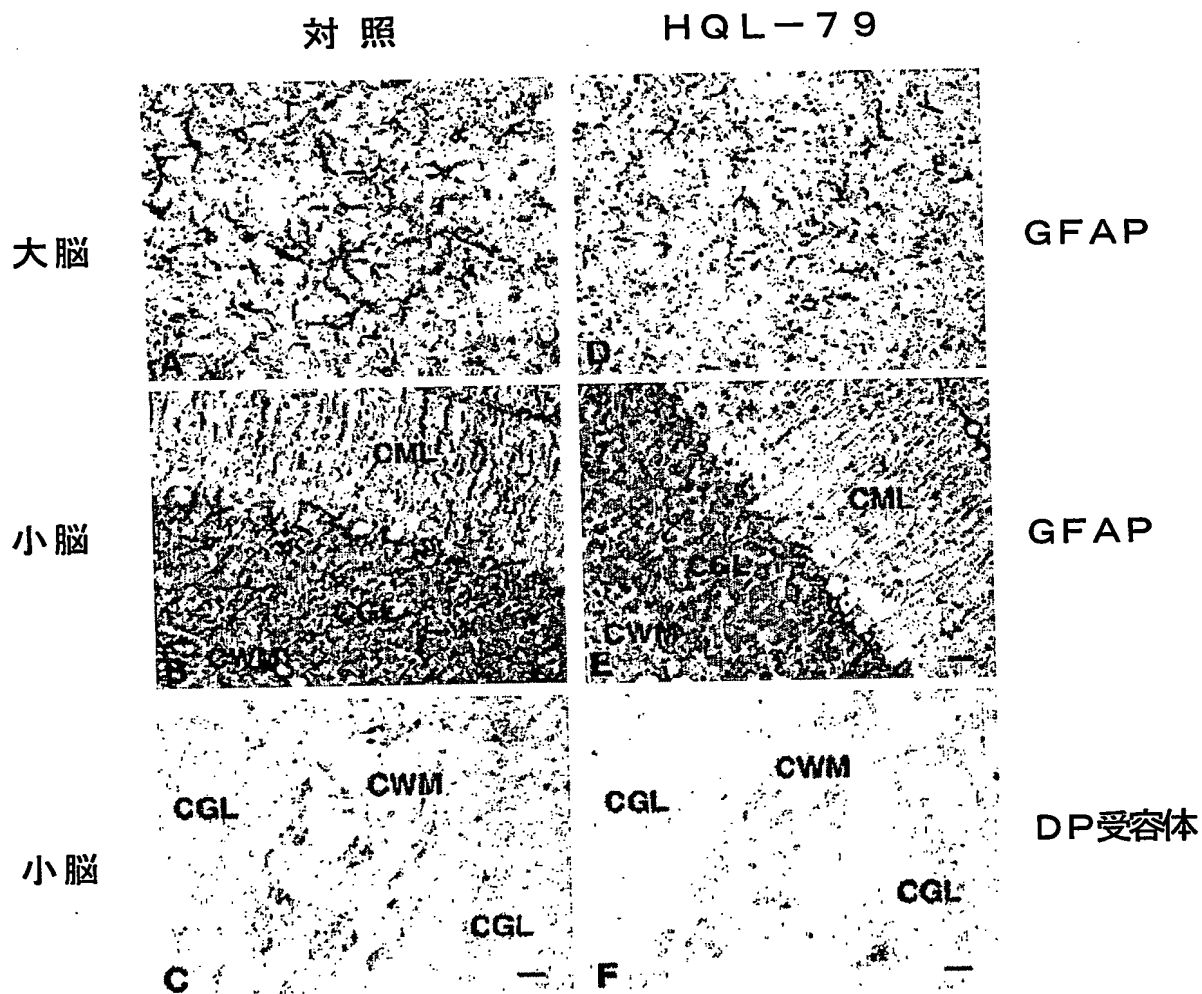 対照 HQL-79
大脳 A D GFAP
CML CML
小脳 GFAP
CGL CGL
CWM CWM
B E
CWM CWM
CGL CGL
小脳 DP受容体
CGL CGL
C F